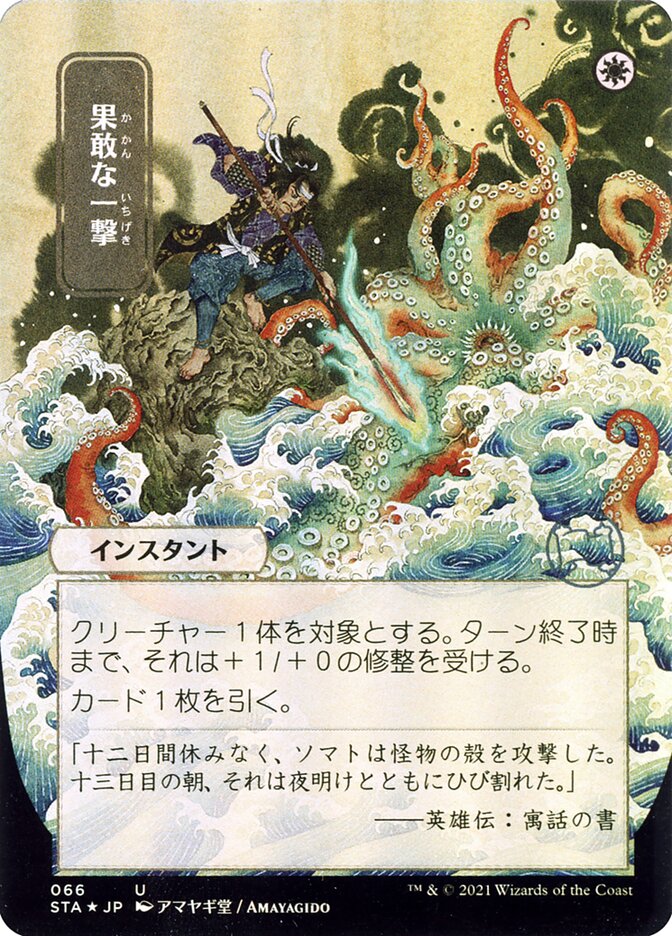 果敢な一撃
かかん いちげき
インスタント
クリーチャー1体を対象とする。ターン終了時
まで、それは+1/+0の修整を受ける。
カード1枚を引く。
「十二日間休みなく、ソマトは怪物の殻を攻撃した。
十三日目の朝、それは夜明けとともにひび割れた。」
――英雄伝：寓話の書
066 U
STA★JP アマヤギ堂 / AMAYAGIDO
™ & © 2021 Wizards of the Coast